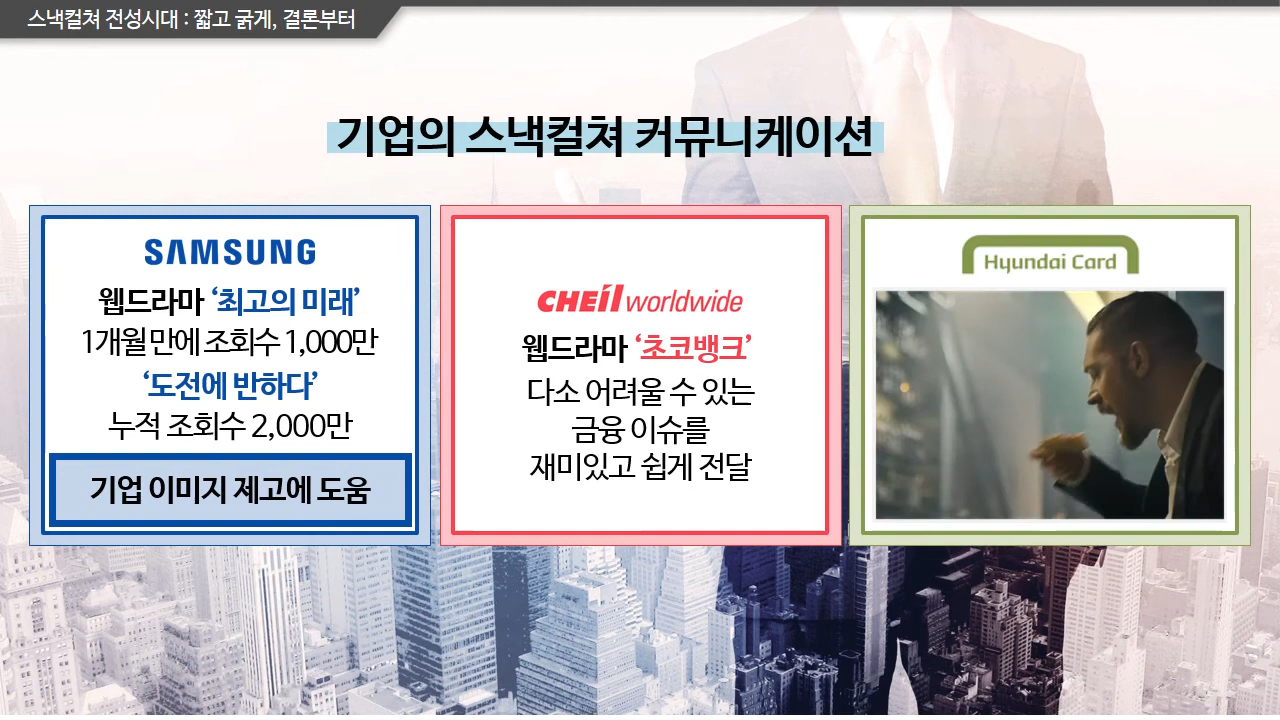 스낵컬쳐 전성시대 : 짧고 굵게, 결론부터
기업의 스낵컬쳐 커뮤니케이션
SAMSUNG
웹드라마 ‘최고의 미래’
1개월 만에 조회수 1,000만
‘도전에 반하다’
누적 조회수 2,000만
기업 이미지 제고에 도움
CHEIL worldwide
웹드라마 ‘초코뱅크’
다소 어려울 수 있는
금융 이슈를
재미있고 쉽게 전달
Hyundai Card